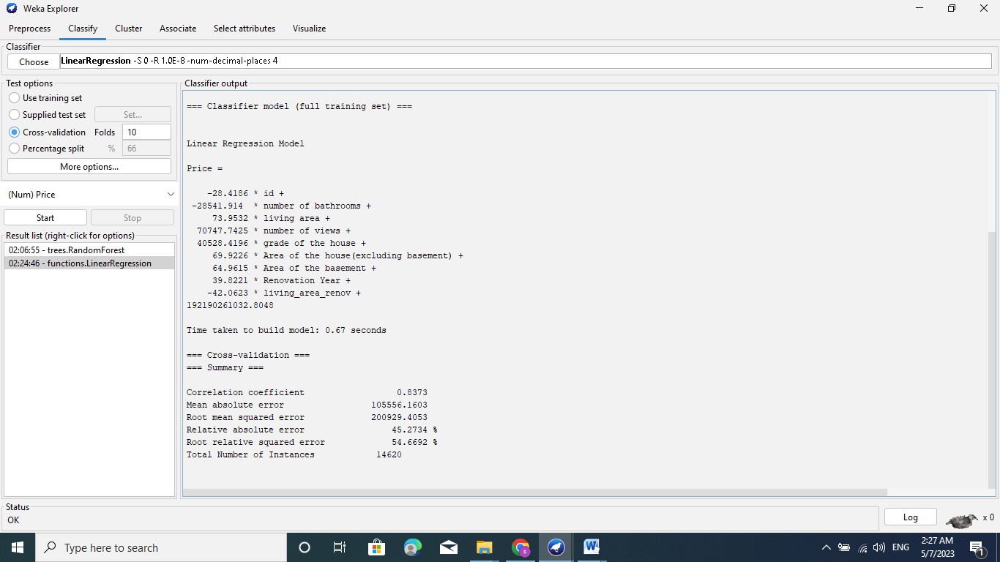 Weka Explorer
Preprocess Classify Cluster Associate Select attributes Visualize
Classifier
Choose LinearRegression -S 0 -R 1.0E-8 -num-decimal-places 4
Test options
Use training set
Supplied test set Set...
Cross-validation Folds 10
Percentage split % 66
More options...
(Num) Price
Start Stop
Result list (right-click for options)
02:06:55 - trees.RandomForest
02:24:46 - functions.LinearRegression
Classifier output
=== Classifier model (full training set) ===
Linear Regression Model
Price =
-28.4186 * id +
-28541.914 * number of bathrooms +
73.9532 * living area +
70747.7425 * number of views +
40528.4196 * grade of the house +
69.9226 * Area of the house(excluding basement) +
64.9615 * Area of the basement +
39.8221 * Renovation Year +
-42.0623 * living_area_renov +
192190261032.8048
Time taken to build model: 0.67 seconds
=== Cross-validation ===
=== Summary ===
Correlation coefficient 0.8373
Mean absolute error 105556.1603
Root mean squared error 200929.4053
Relative absolute error 45.2734 %
Root relative squared error 54.6692 %
Total Number of Instances 14620
Status
OK
Log x 0
Type here to search
S
W
ENG
2:27 AM
5/7/2023
1